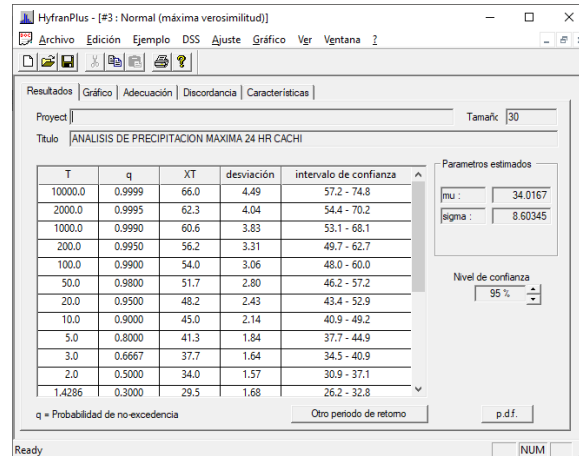 HyfranPlus - [#3 : Normal (máxima verosimilitud)]
Archivo Edición Ejemplo DSS Ajuste Gráfico Ver Ventana ?
Resultados Gráfico Adecuación Discordancia Características
Proyect Tamañc 30
Titulo ANALISIS DE PRECIPITACION MAXIMA 24 HR CACHI
T q XT desviación intervalo de confianza
10000.0 0.9999 66.0 4.49 57.2 - 74.8
2000.0 0.9995 62.3 4.04 54.4 - 70.2
1000.0 0.9990 60.6 3.83 53.1 - 68.1
200.0 0.9950 56.2 3.31 49.7 - 62.7
100.0 0.9900 54.0 3.06 48.0 - 60.0
50.0 0.9800 51.7 2.80 46.2 - 57.2
20.0 0.9500 48.2 2.43 43.4 - 52.9
10.0 0.9000 45.0 2.14 40.9 - 49.2
5.0 0.8000 41.3 1.84 37.7 - 44.9
3.0 0.6667 37.7 1.64 34.5 - 40.9
2.0 0.5000 34.0 1.57 30.9 - 37.1
1.4286 0.3000 29.5 1.68 26.2 - 32.8
Parametros estimados
mu : 34.0167
sigma : 8.60345
Nivel de confianza
95 %
q = Probabilidad de no-excedencia
Otro periodo de retorno
p.d.f.
Ready NUM